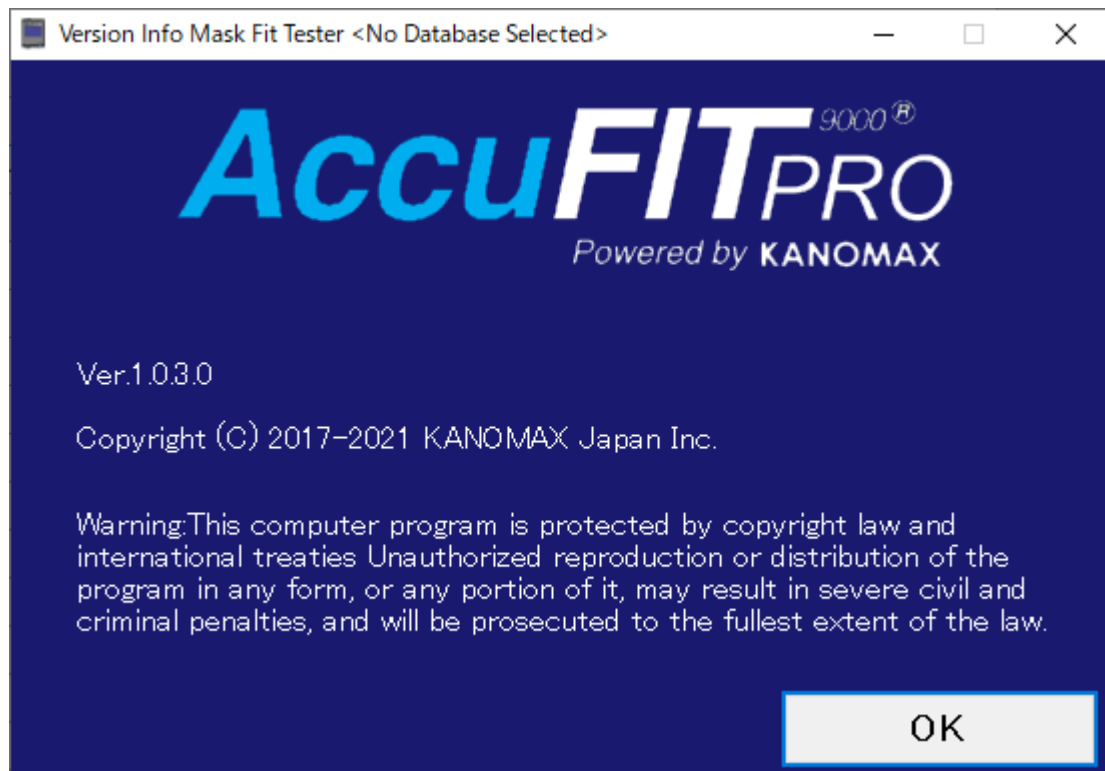 Version Info Mask Fit Tester <No Database Selected>
AccuFIT PRO 9000®
Powered by KANOMAX
Ver.1.0.3.0
Copyright (C) 2017-2021 KANOMAX Japan Inc.
Warning:This computer program is protected by copyright law and
international treaties Unauthorized reproduction or distribution of the
program in any form, or any portion of it, may result in severe civil and
criminal penalties, and will be prosecuted to the fullest extent of the law.
OK